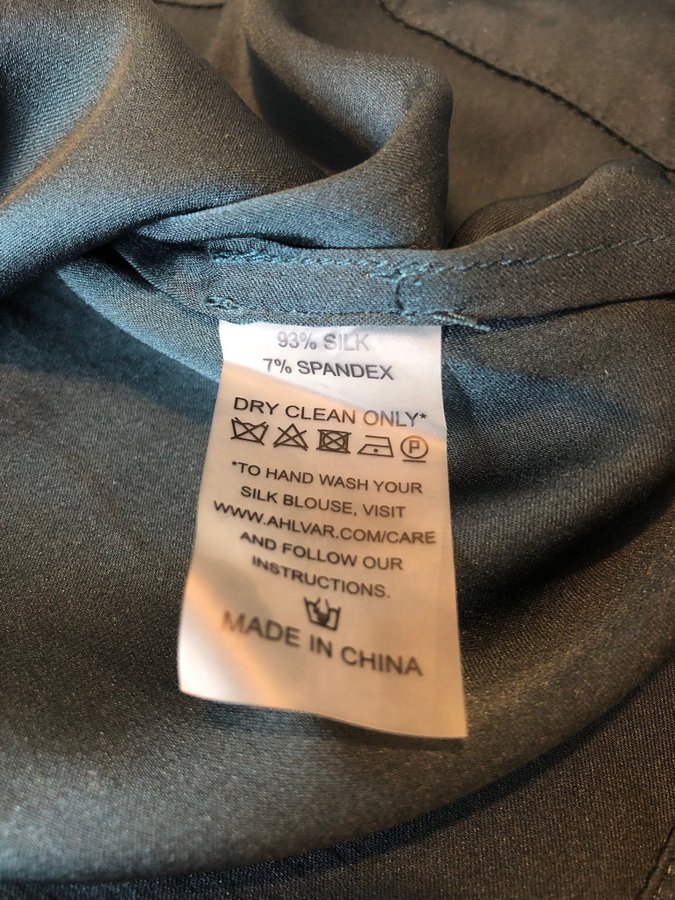 93% SILK
7% SPANDEX
DRY CLEAN ONLY*
P
*TO HAND WASH YOUR
SILK BLOUSE, VISIT
WWW.AHLVAR.COM/CARE
AND FOLLOW OUR
INSTRUCTIONS.
MADE IN CHINA